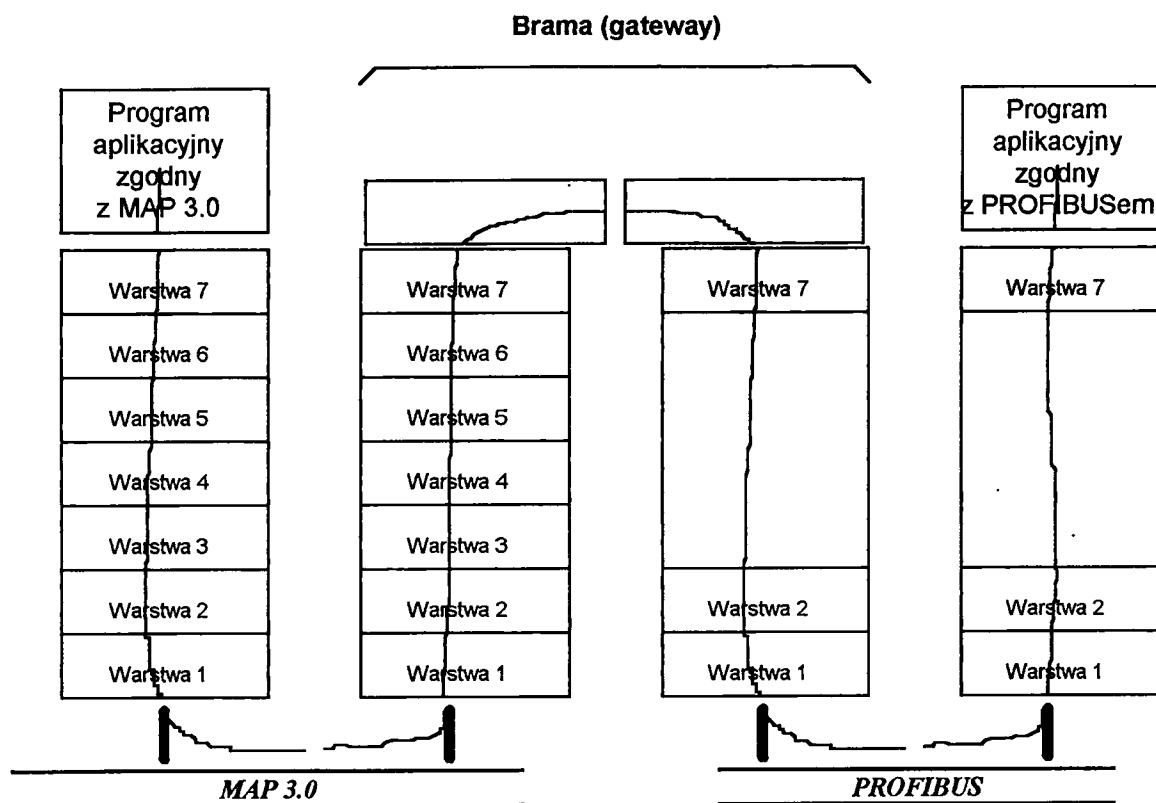 Brama (gateway)
Program
aplikacyjny
zgodny
z MAP 3.0
Program
aplikacyjny
zgodny
z PROFIBUSem
Warstwa 7
Warstwa 6
Warstwa 5
Warstwa 4
Warstwa 3
Warstwa 2
Warstwa 1
Warstwa 7
Warstwa 6
Warstwa 5
Warstwa 4
Warstwa 3
Warstwa 2
Warstwa 1
Warstwa 7
Warstwa 2
Warstwa 1
Warstwa 7
Warstwa 2
Warstwa 1
MAP 3.0
PROFIBUS